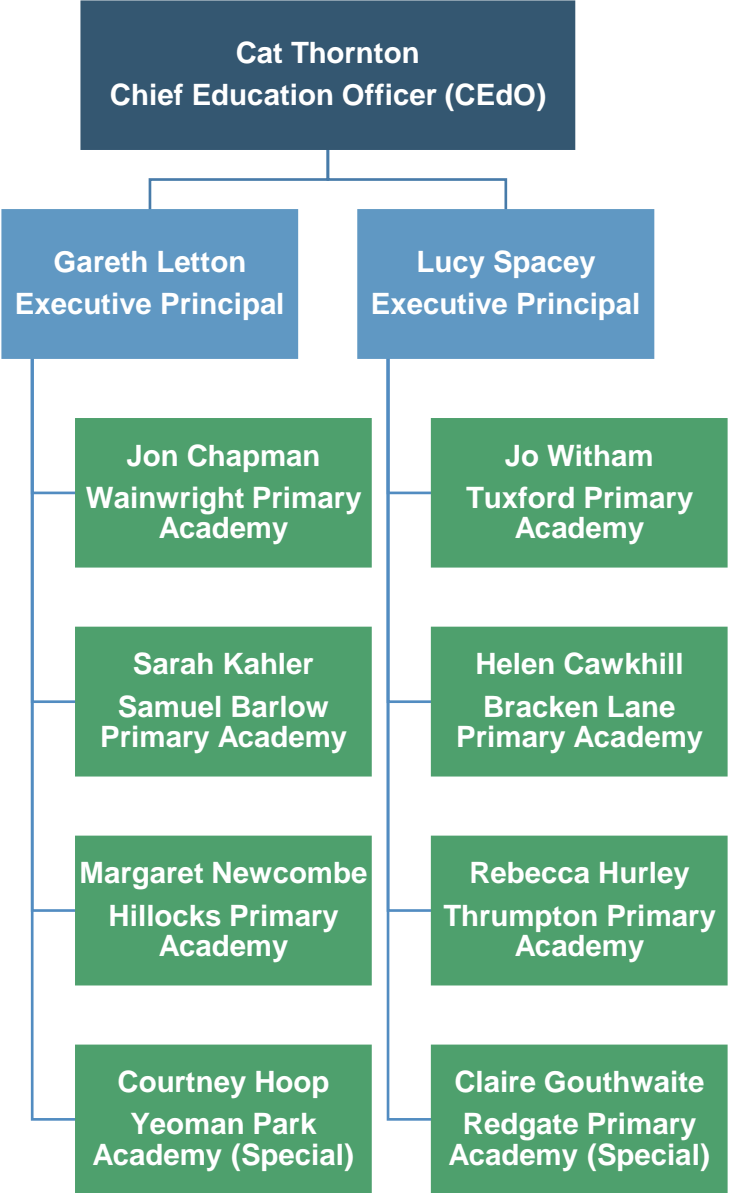 Cat Thornton
Chief Education Officer (CEdO)
Gareth Letton
Executive Principal
Lucy Spacey
Executive Principal
Jon Chapman
Wainwright Primary
Academy
Jo Witham
Tuxford Primary
Academy
Sarah Kahler
Samuel Barlow
Primary Academy
Helen Cawkhill
Bracken Lane
Primary Academy
Margaret Newcombe
Hillocks Primary
Academy
Rebecca Hurley
Thrumpton Primary
Academy
Courtney Hoop
Yeoman Park
Academy (Special)
Claire Gouthwaite
Redgate Primary
Academy (Special)